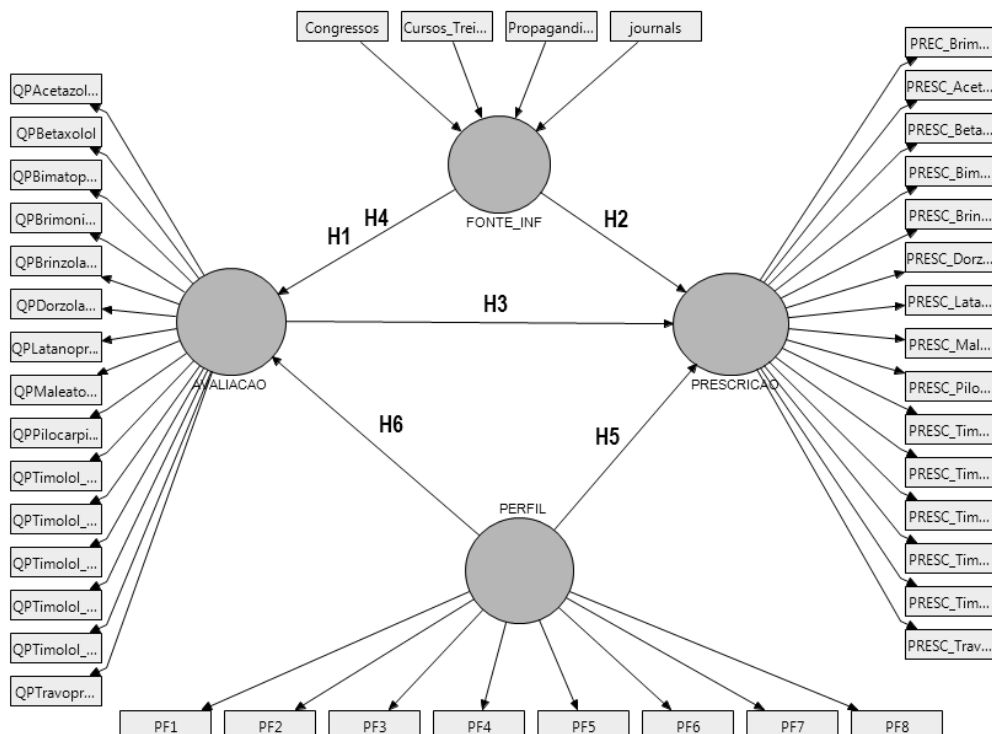 Congressos
Cursos_Trei...
Propagandi...
journals
QPAcetazol...
QPBetaxolol
QPBimatop...
QPBrimoni...
QPBrinzola...
QPDorzola...
QPLatanopr...
QPMaleato...
QPPilocarpi...
QPTimolol_...
QPTimolol_...
QPTimolol_...
QPTimolol_...
QPTimolol_...
QPTravopr...
FONTE_INF
H4
H1
H2
H3
AVALIACAO
PRESCRICAO
H6
H5
PERFIL
PREC_Brim...
PRESC_Acet...
PRESC_Beta...
PRESC_Bim...
PRESC_Brin...
PRESC_Dorz...
PRESC_Lata...
PRESC_Mal...
PRESC_Pilo...
PRESC_Tim...
PRESC_Tim...
PRESC_Tim...
PRESC_Tim...
PRESC_Tim...
PRESC_Trav...
PF1
PF2
PF3
PF4
PF5
PF6
PF7
PF8